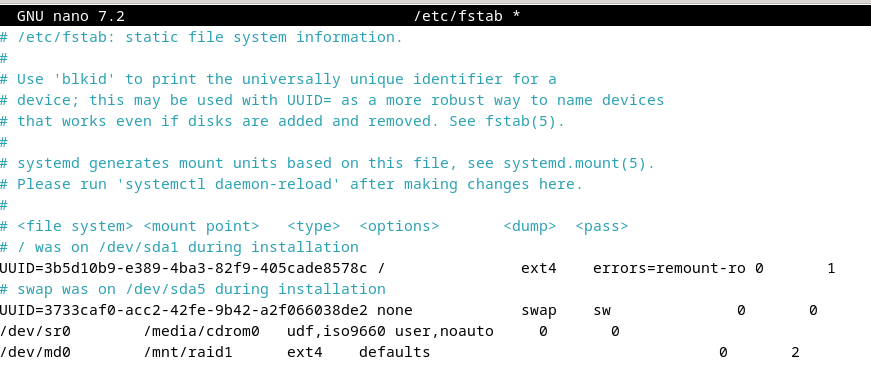 GNU nano 7.2 /etc/fstab *
# /etc/fstab: static file system information.
#
# Use 'blkid' to print the universally unique identifier for a
# device; this may be used with UUID= as a more robust way to name devices
# that works even if disks are added and removed. See fstab(5).
#
# systemd generates mount units based on this file, see systemd.mount(5).
# Please run 'systemctl daemon-reload' after making changes here.
#
# <file system> <mount point>   <type>  <options>       <dump>  <pass>
# / was on /dev/sda1 during installation
UUID=3b5d10b9-e389-4ba3-82f9-405cade8578c /               ext4    errors=remount-ro 0       1
# swap was on /dev/sda5 during installation
UUID=3733caf0-acc2-42fe-9b42-a2f066038de2 none            swap    sw              0       0
/dev/sr0        /media/cdrom0   udf,iso9660 user,noauto     0       0
/dev/md0        /mnt/raid1      ext4    defaults                                0       2